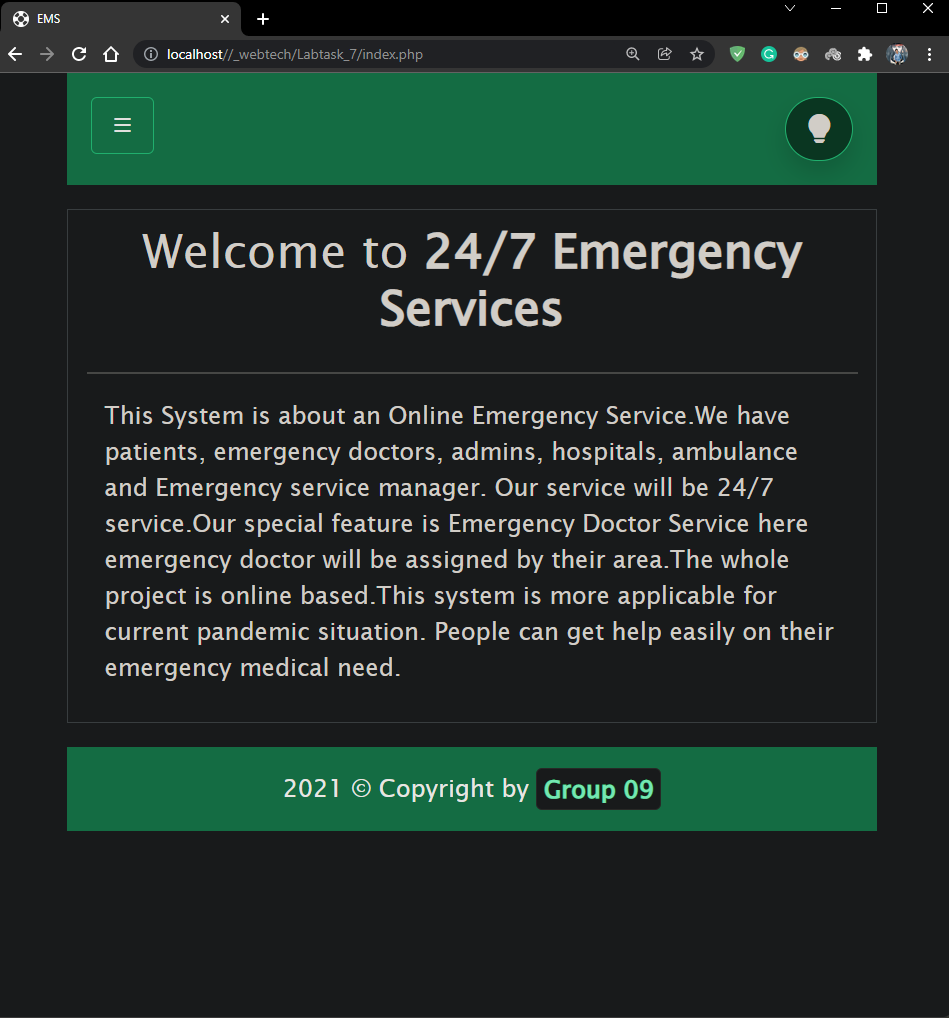 EMS
localhost//_webtech/Labtask_7/index.php
Welcome to 24/7 Emergency
Services
This System is about an Online Emergency Service.We have
patients, emergency doctors, admins, hospitals, ambulance
and Emergency service manager. Our service will be 24/7
service.Our special feature is Emergency Doctor Service here
emergency doctor will be assigned by their area.The whole
project is online based.This system is more applicable for
current pandemic situation. People can get help easily on their
emergency medical need.
2021 © Copyright by Group 09